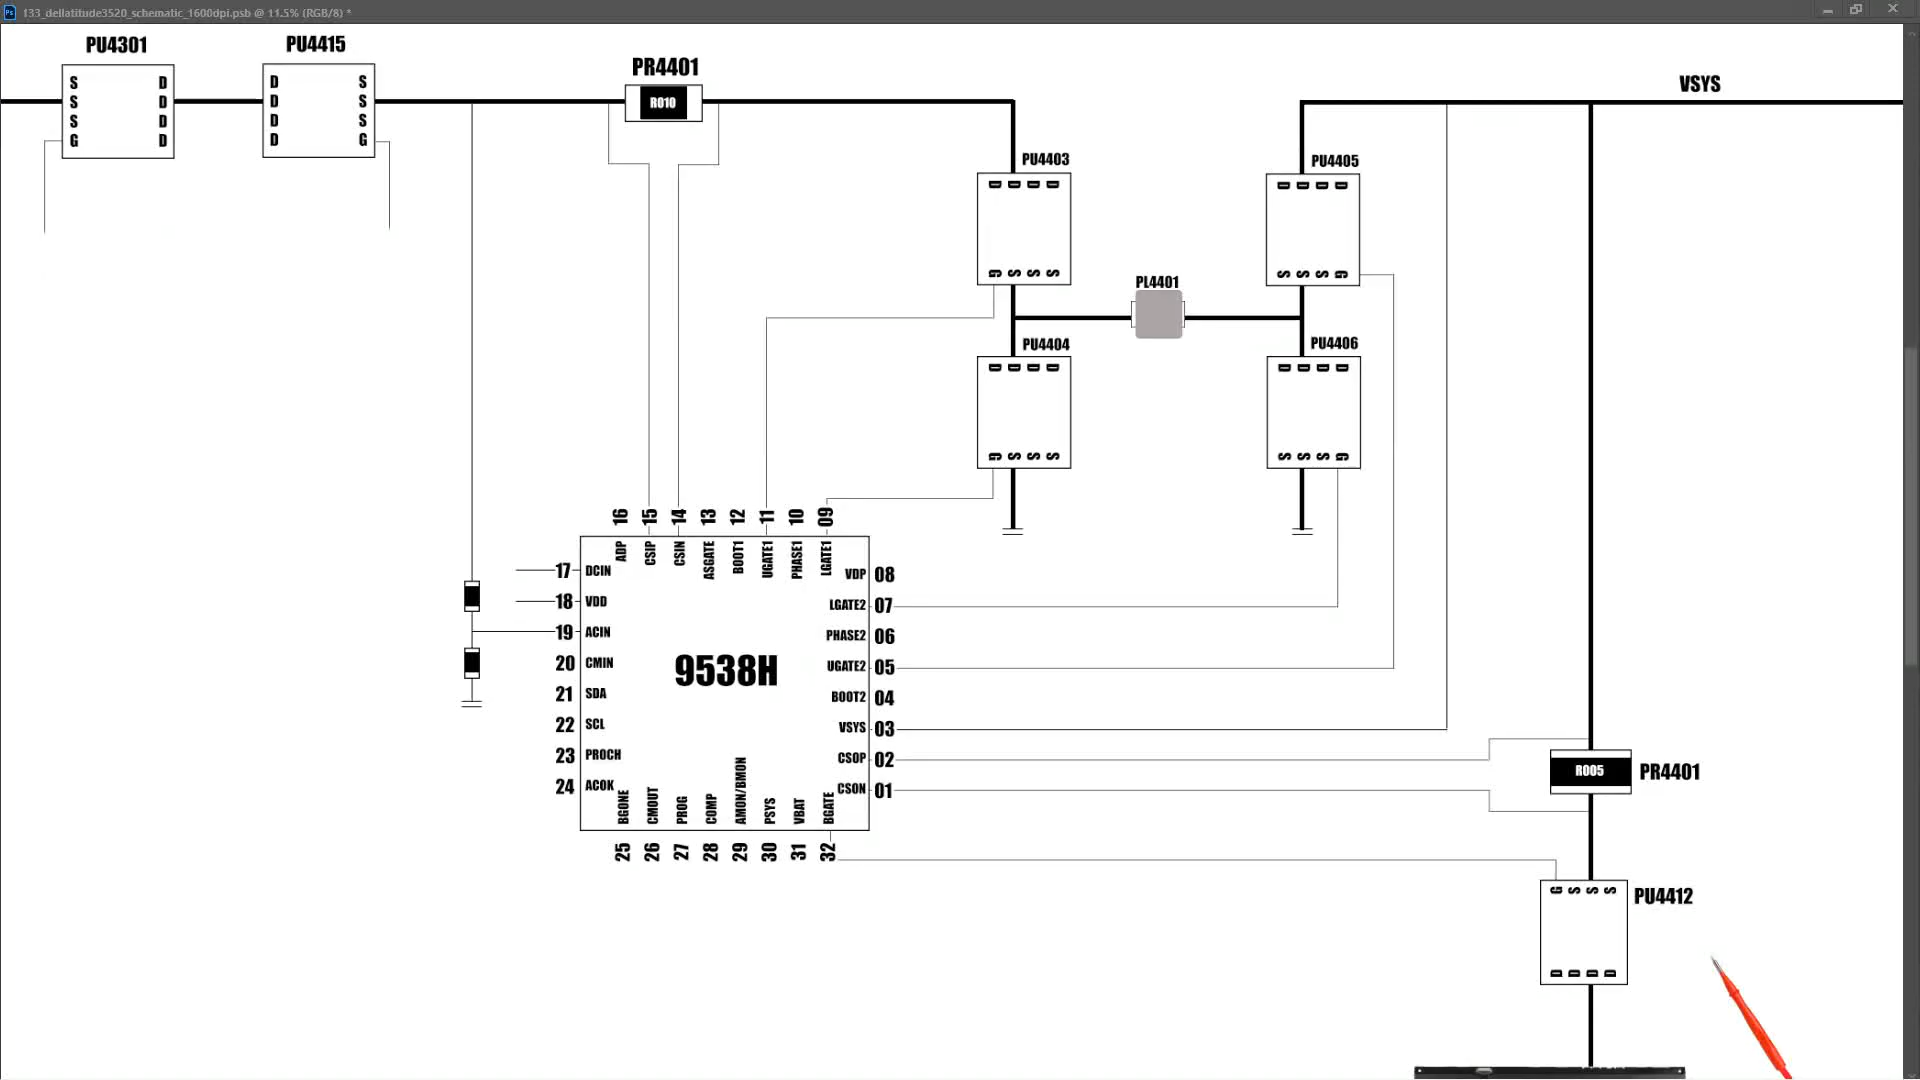 f33_dellatitude3520_schematic_1600dpi.psb @ 11.5% (RGB/8) *
PU4301
PU4415
S D
S D
S D
G D
D S
D S
D S
D G
PR4401
R010
VSYS
PU4403
D D D D
G S S S
PU4405
D D D D
S S S G
PL4401
PU4404
D D D D
G S S S
PU4406
D D D D
S S S G
16 15 14 13 12 11 10 09
ADP CSIP CSIN ASGATE BOOT1 UGATE1 PHASE1 LGATE1
17 DCIN
18 VDD
19 ACIN
20 CMIN
21 SDA
22 SCL
23 PROCH
24 ACOK
9538H
VDP 08
LGATE2 07
PHASE2 06
UGATE2 05
BOOT2 04
VSYS 03
CSOP 02
CSON 01
BGONE CMOUT PROG COMP AMON/BMON PSYS VBAT BGATE
25 26 27 28 29 30 31 32
R005
PR4401
PU4412
G S S S
D D D D